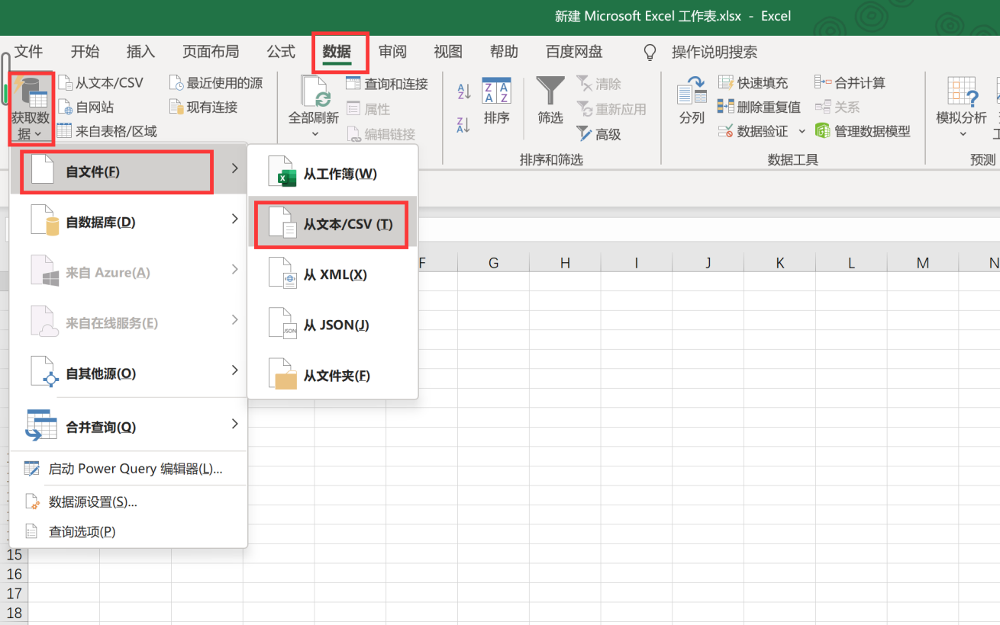 新建 Microsoft Excel 工作表.xlsx - Excel
文件 开始 插入 页面布局 公式 数据 审阅 视图 帮助 百度网盘 操作说明搜索
获取数据
从文本/CSV
自网站
来自表格/区域
最近使用的源
现有连接
全部刷新
查询和连接
属性
编辑链接
排序
筛选
清除
重新应用
高级
排序和筛选
分列
快速填充
删除重复值
数据验证
合并计算
关系
管理数据模型
数据工具
模拟分析
预测
自文件(F)
自数据库(D)
来自 Azure(A)
来自在线服务(E)
自其他源(O)
合并查询(Q)
启动 Power Query 编辑器(L)...
数据源设置(S)...
查询选项(P)
从工作簿(W)
从文本/CSV (T)
从 XML(X)
从 JSON(J)
JSON
从文件夹(F)
F G H I J K L M N
15
16
17
18